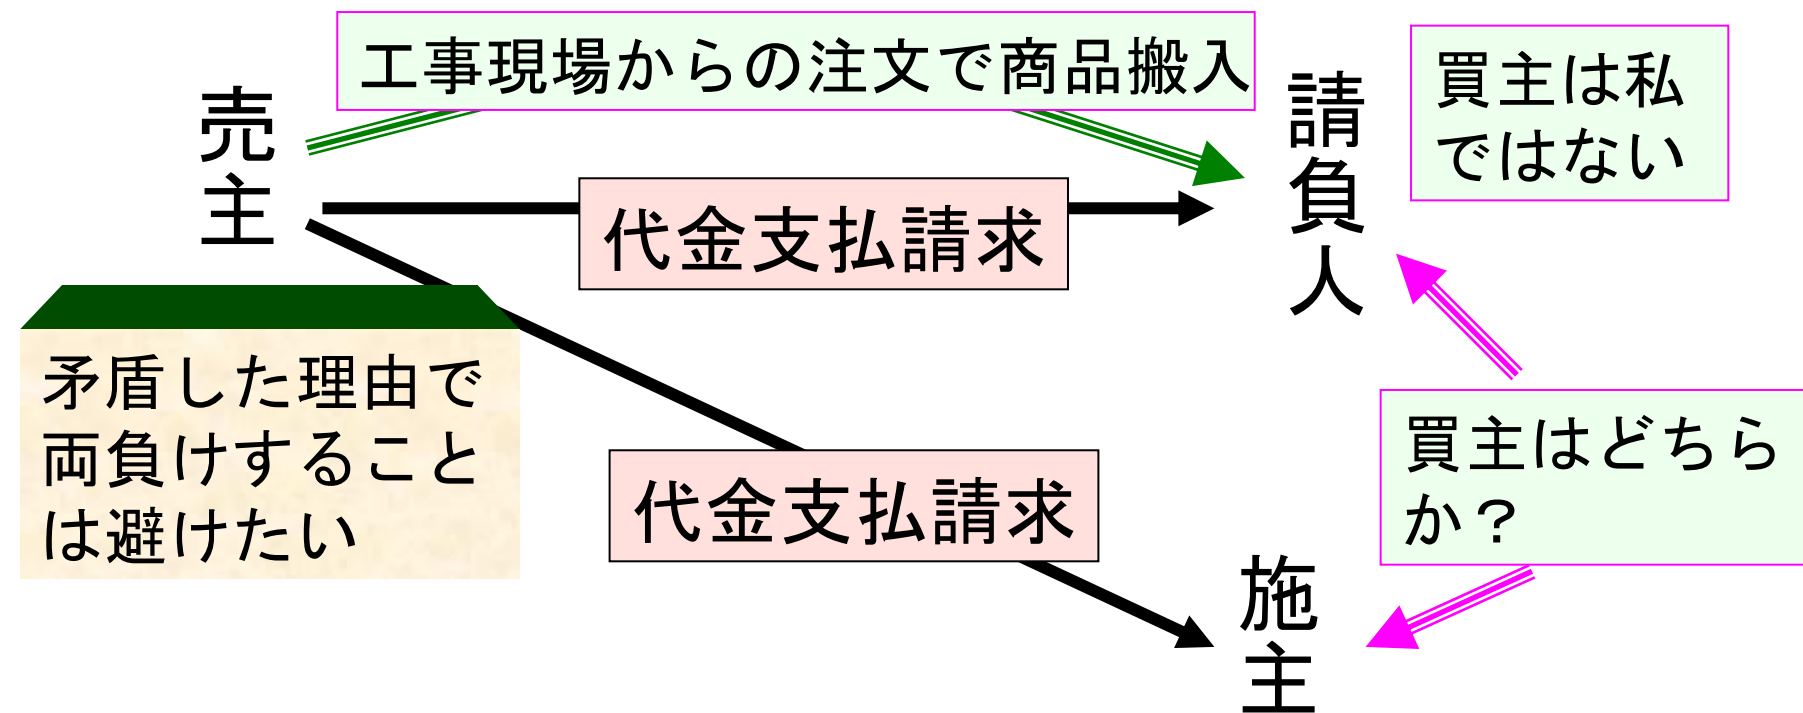 工事現場からの注文で商品搬入
売主
請負人
買主は私
ではない
代金支払請求
矛盾した理由で
両負けすること
は避けたい
代金支払請求
買主はどちら
か？
施主